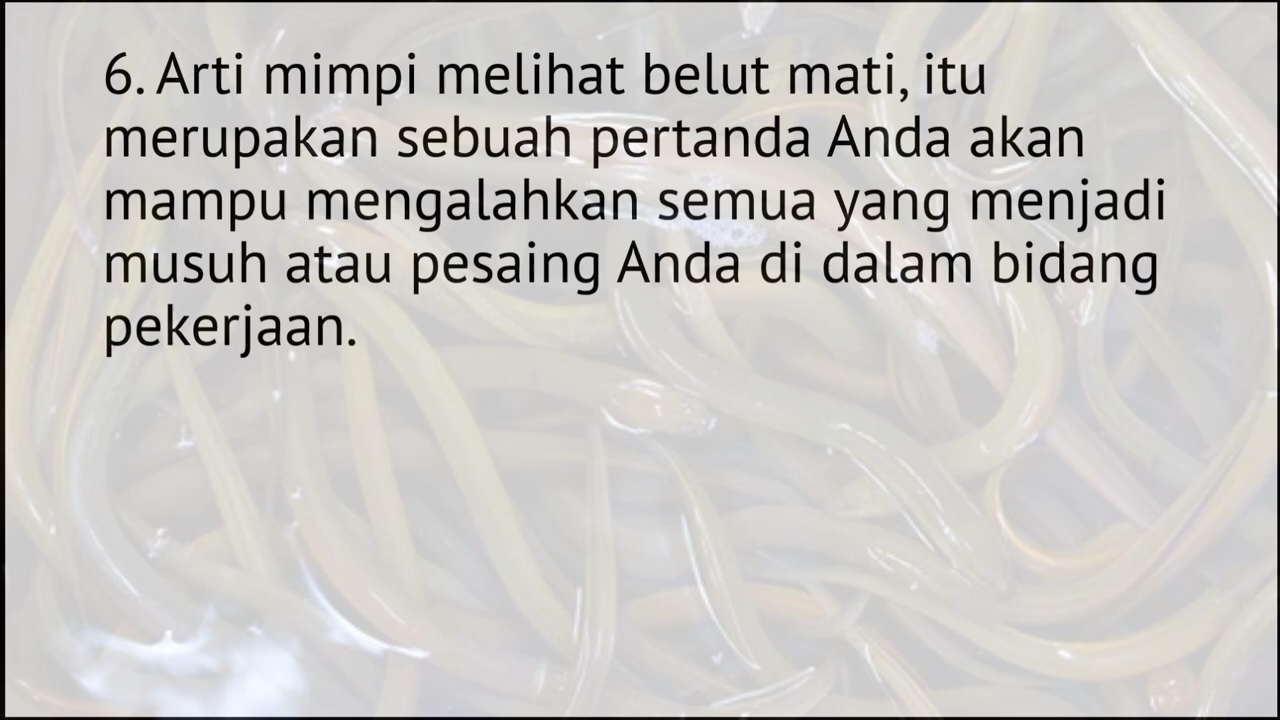 6. Arti mimpi melihat belut mati, itu
merupakan sebuah pertanda Anda akan
mampu mengalahkan semua yang menjadi
musuh atau pesaing Anda di dalam bidang
pekerjaan.